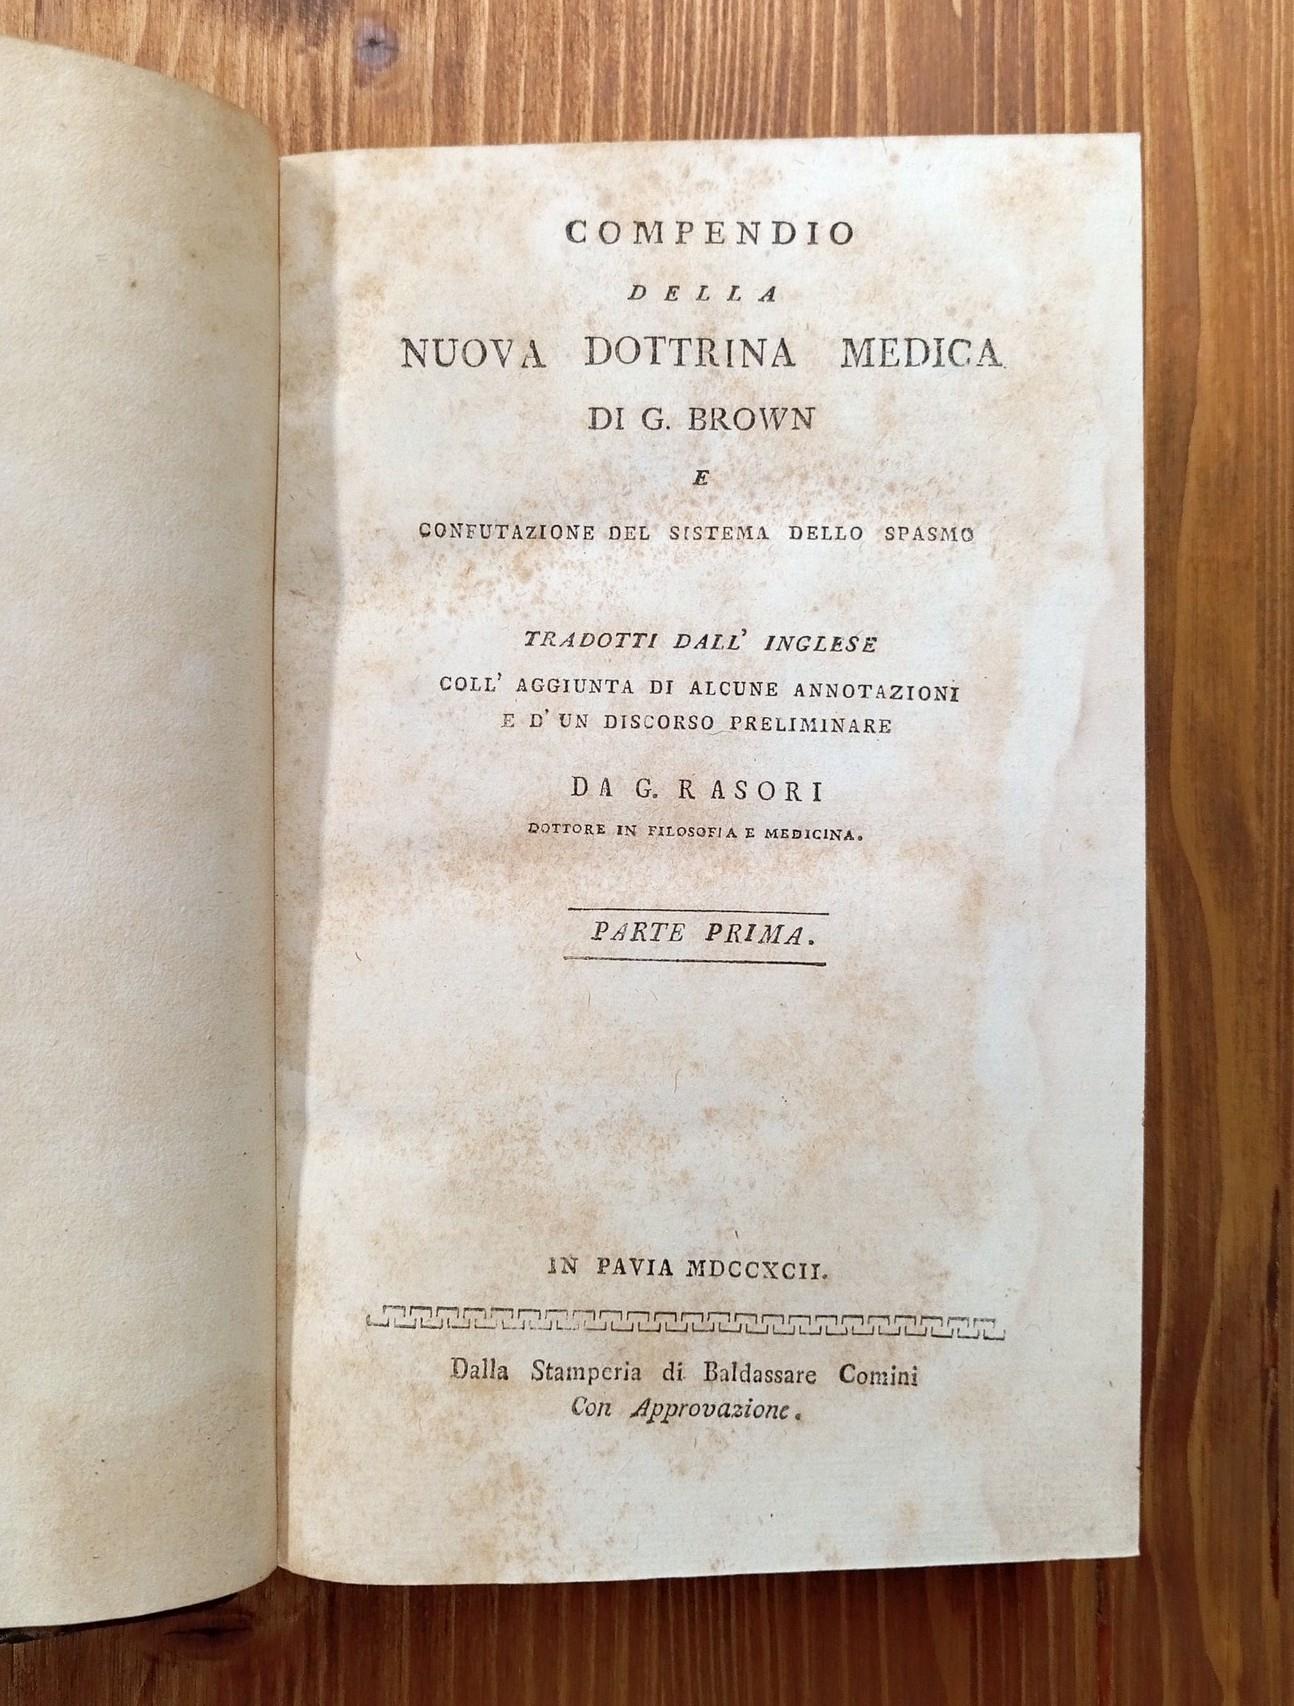 COMPENDIO
DELLA
NUOVA DOTTRINA MEDICA
DI G. BROWN
E
CONFUTAZIONE DEL SISTEMA DELLO SPASMO
TRADOTTI DALL' INGLESE
COLL' AGGIUNTA DI ALCUNE ANNOTAZIONI
E D' UN DISCORSO PRELIMINARE
DA G. RASORI
DOTTORE IN FILOSOFIA E MEDICINA.
PARTE PRIMA.
IN PAVIA MDCCXCII.
Dalla Stamperia di Baldassare Comini
Con Approvazione.